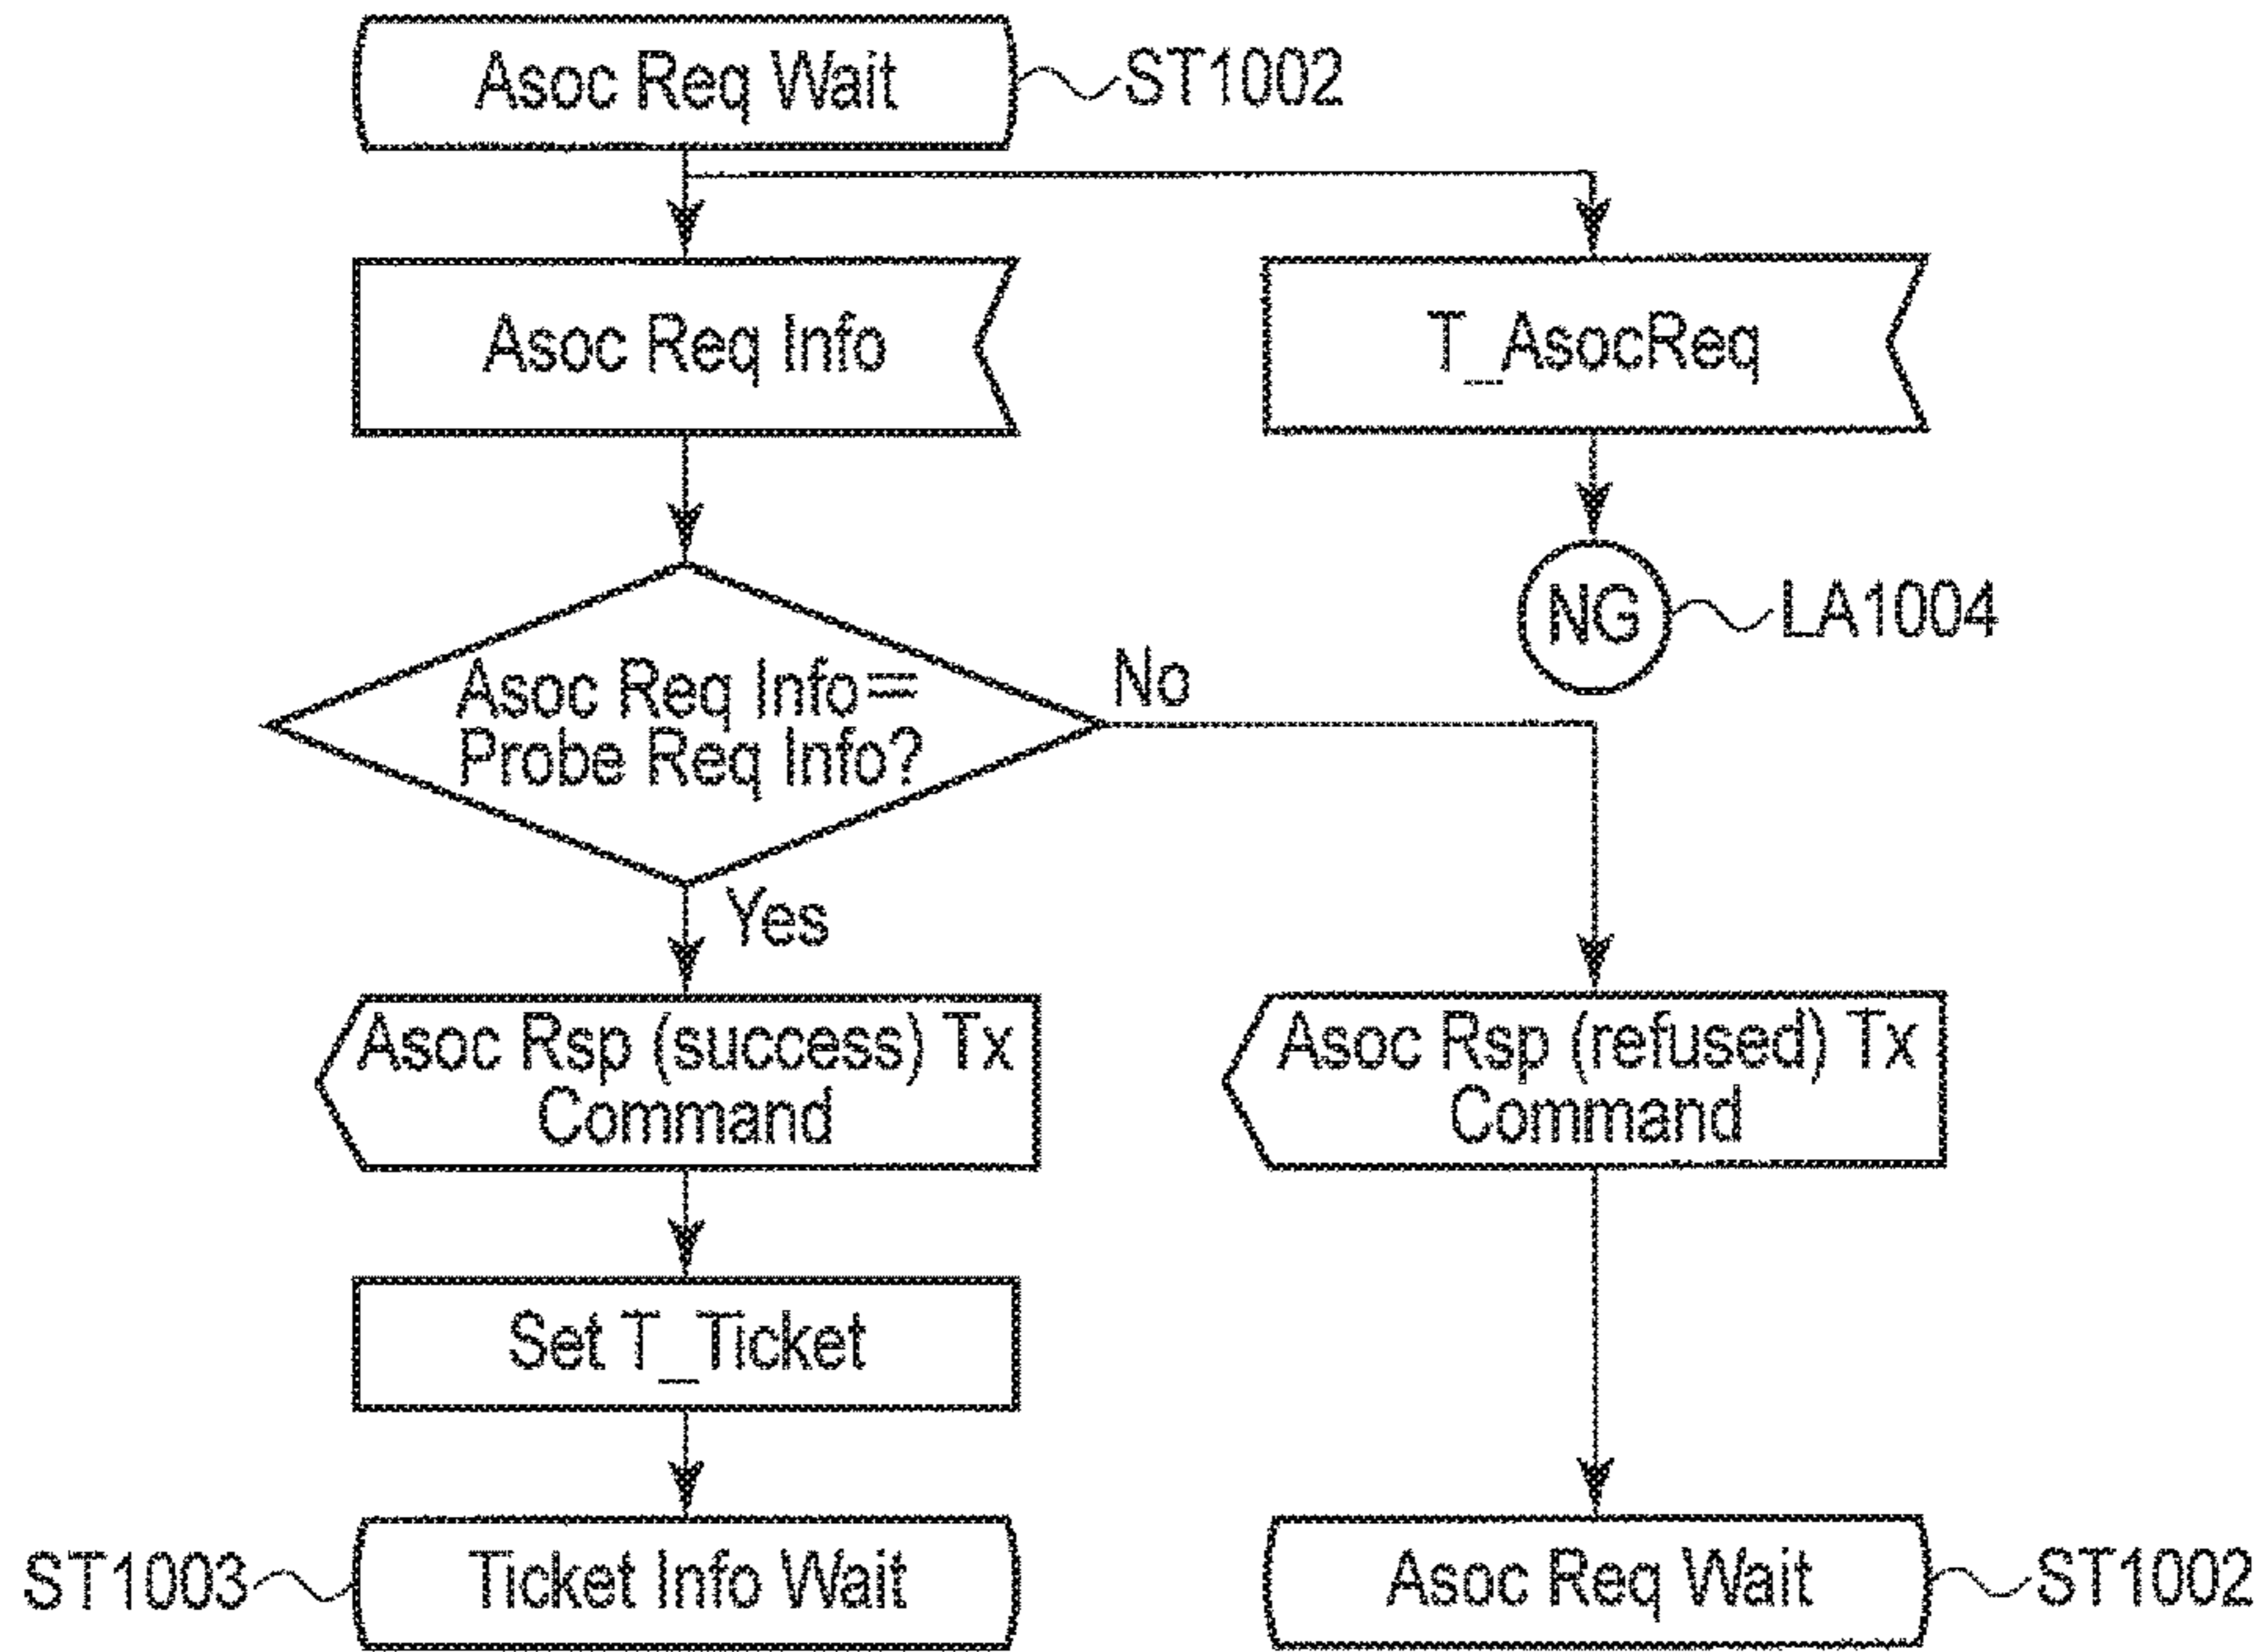 Asoc Req Wait
ST1002
Asoc Req Info
T_AsocReq
NG
LA1004
Asoc Req Info==
Probe Req Info?
No
Yes
Asoc Rsp (success) Tx
Command
Asoc Rsp (refused) Tx
Command
Set T_Ticket
ST1003
Ticket Info Wait
Asoc Req Wait
ST1002